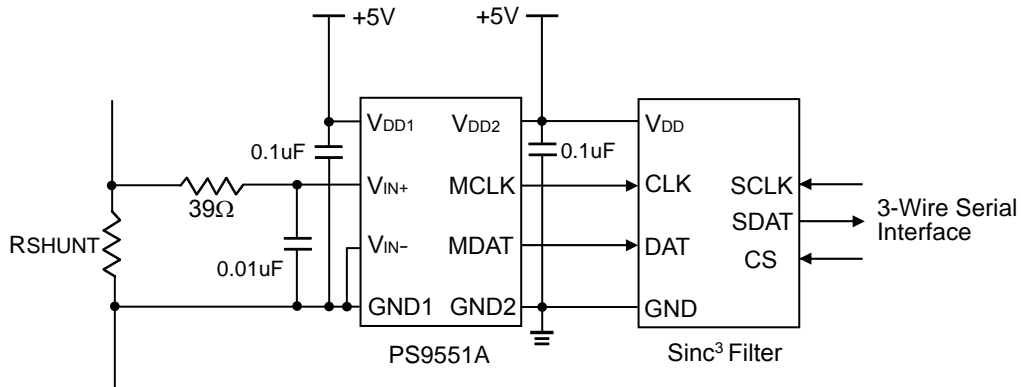 +5V
+5V
VDD1
VDD2
VDD
0.1uF
0.1uF
VIN+
MCLK
CLK
SCLK
39Ω
SDAT
3-Wire Serial
Interface
RSHUNT
VIN−
MDAT
DAT
CS
0.01uF
GND1
GND2
GND
PS9551A
Sinc³ Filter